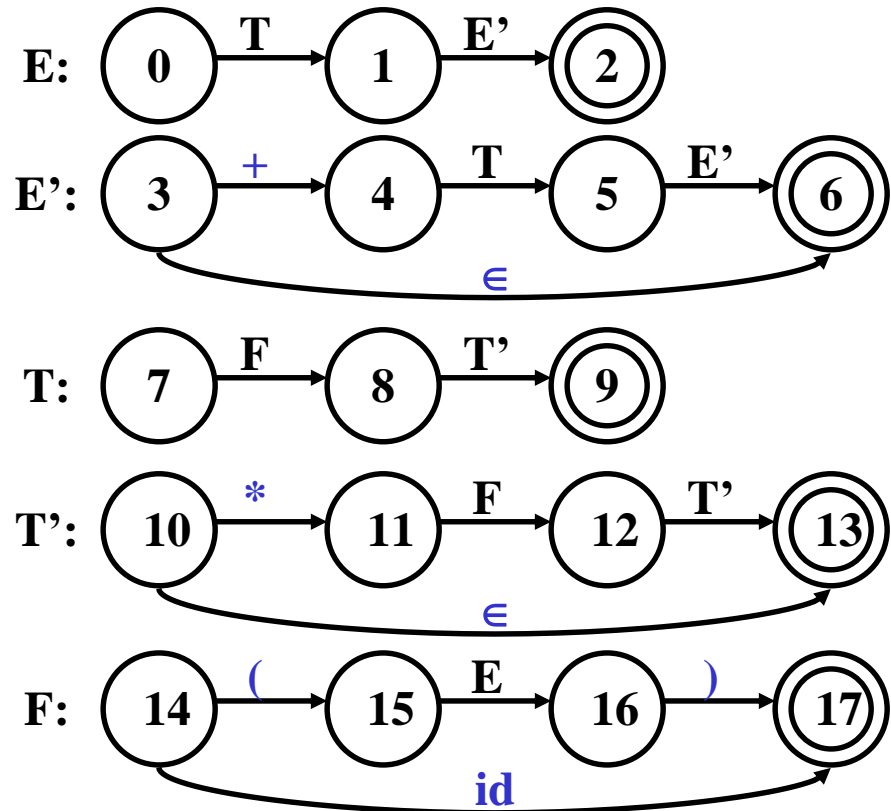 T E’
E: 0 1 2
+ T E’
E’: 3 4 5 6
∈
F T’
T: 7 8 9
* F T’
T’: 10 11 12 13
∈
( E )
F: 14 15 16 17
id